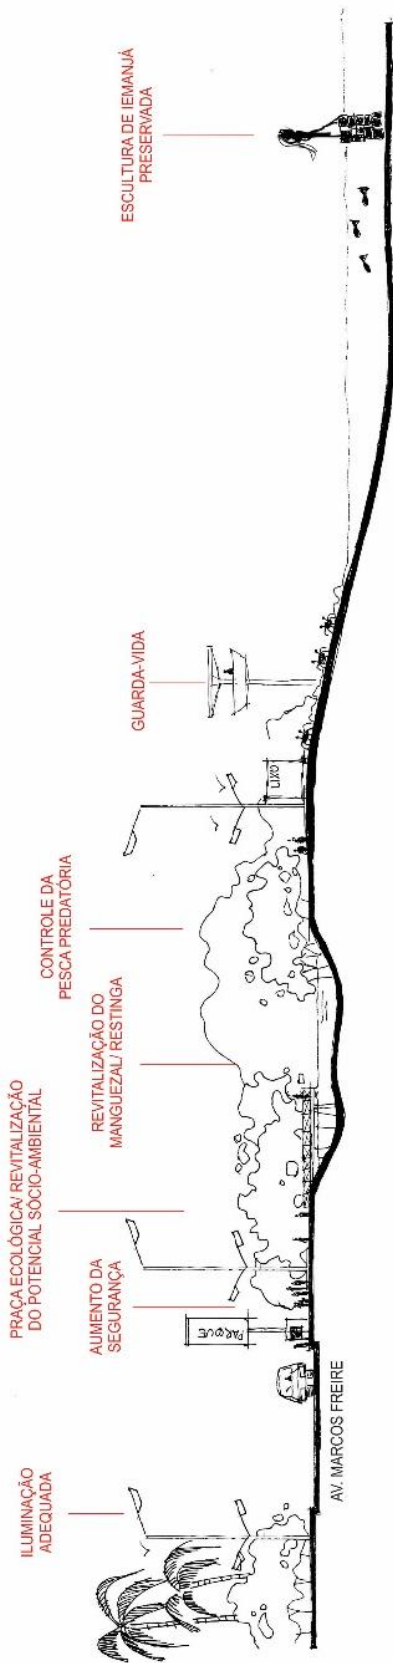 ILUMINAÇÃO
ADEQUADA
PRAÇA ECOLÓGICA/ REVITALIZAÇÃO
DO POTENCIAL SÓCIO-AMBIENTAL
AUMENTO DA
SEGURANÇA
REVITALIZAÇÃO DO
MANGUEZAL/ RESTINGA
CONTROLE DA
PESCA PREDATÓRIA
GUARDA-VIDA
ESCULTURA DE IEMANJÁ
PRESERVADA
PARQUE
LIXO
AV. MARCOS FREIRE